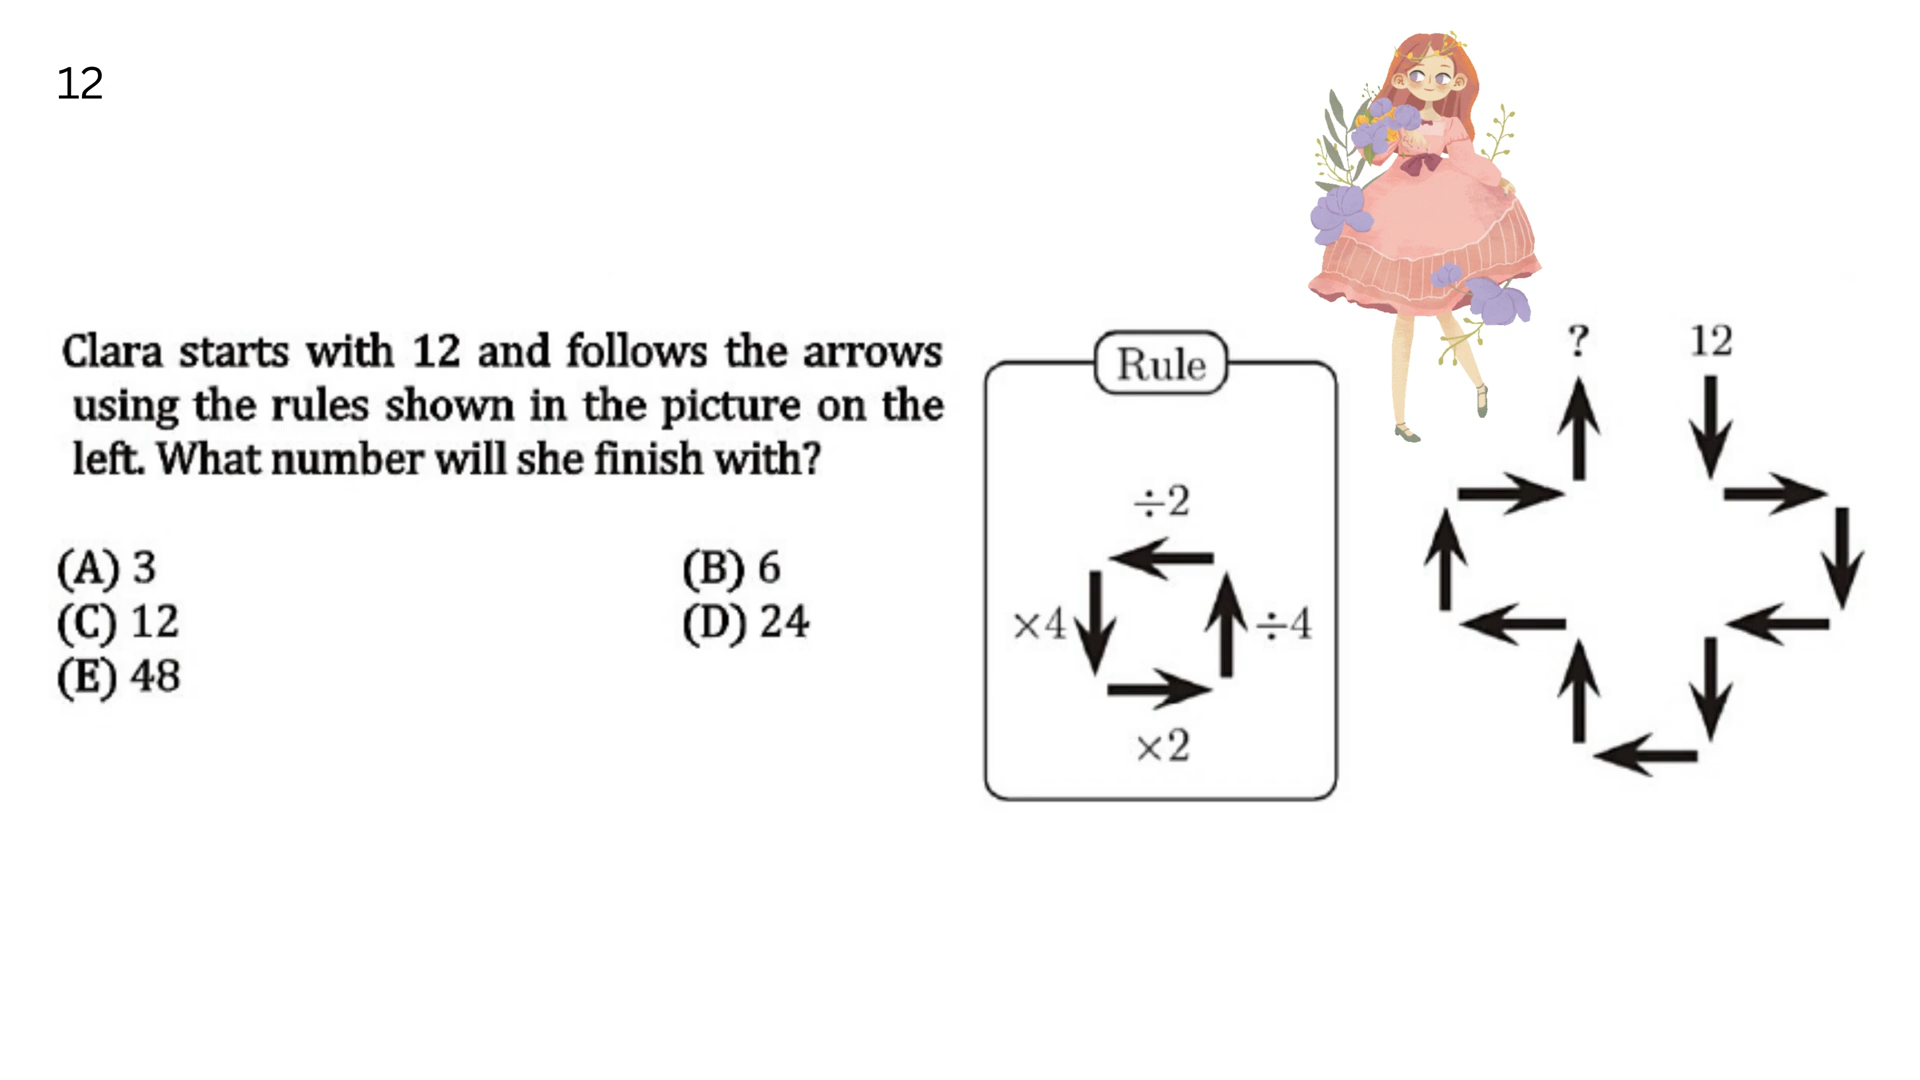 12
Clara starts with 12 and follows the arrows
using the rules shown in the picture on the
left. What number will she finish with?
(A) 3
(B) 6
(C) 12
(D) 24
(E) 48
Rule
÷2
×4
÷4
×2
?
12